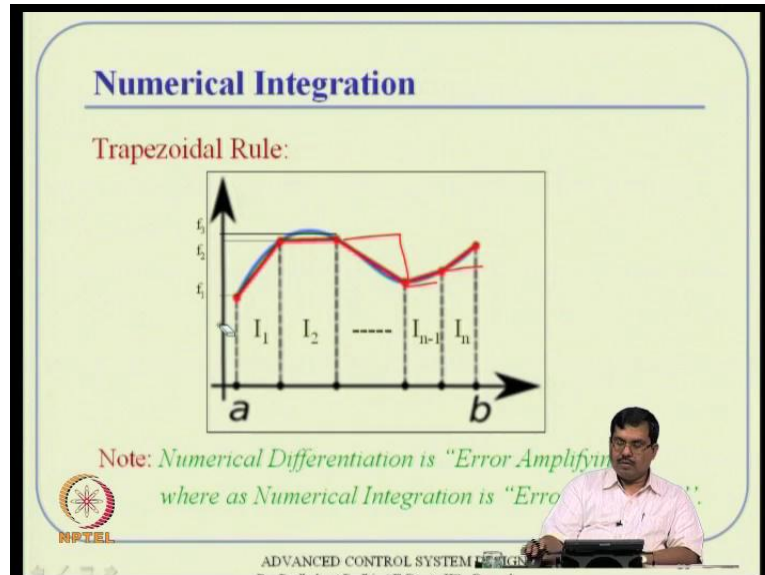 Numerical Integration
Trapezoidal Rule:
f3
f2
f1
I1 I2 ----- In-1 In
a b
Note: Numerical Differentiation is "Error Amplifyin
where as Numerical Integration is "Erro
NPTEL
ADVANCED CONTROL SYSTEM DESIGN